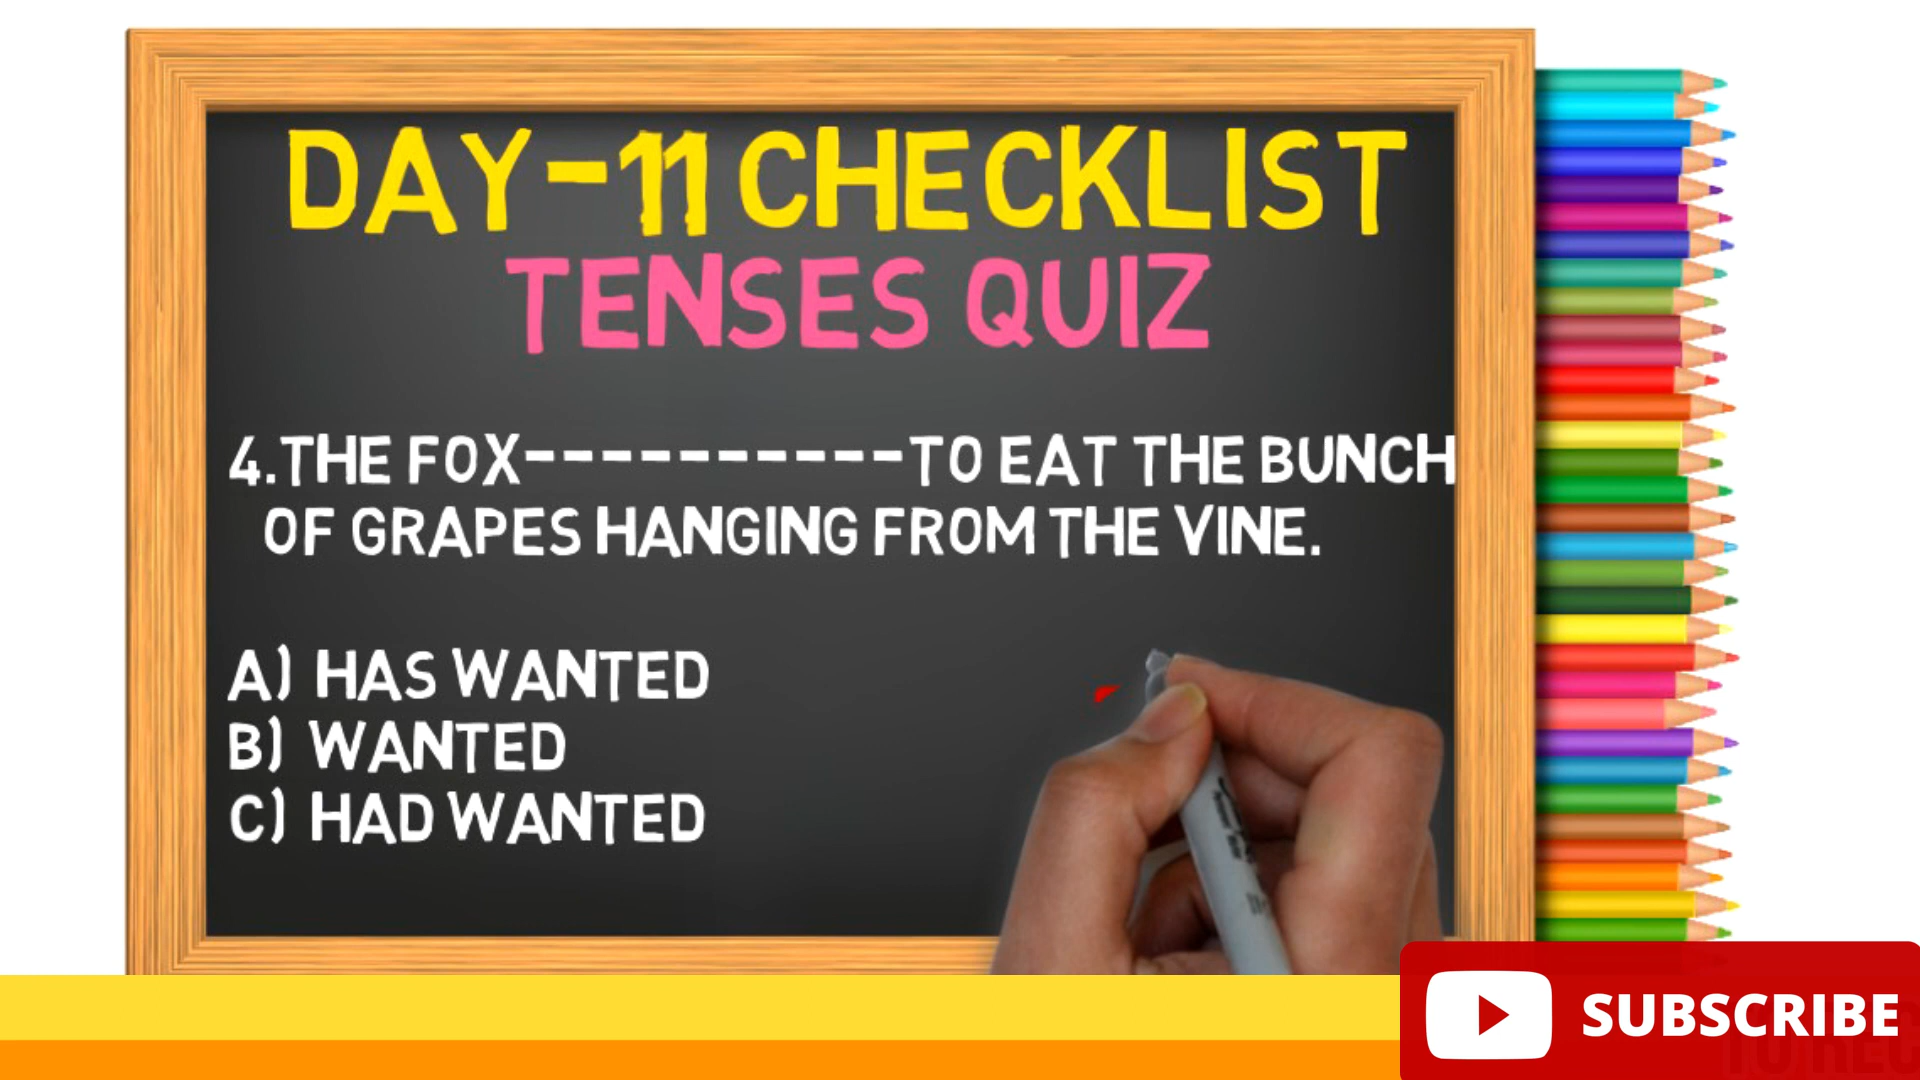 DAY-11 CHECKLIST
TENSES QUIZ
4.THE FOX-----------TO EAT THE BUNCH
OF GRAPES HANGING FROM THE VINE.
A) HAS WANTED
B) WANTED
C) HAD WANTED
SUBSCRIBE